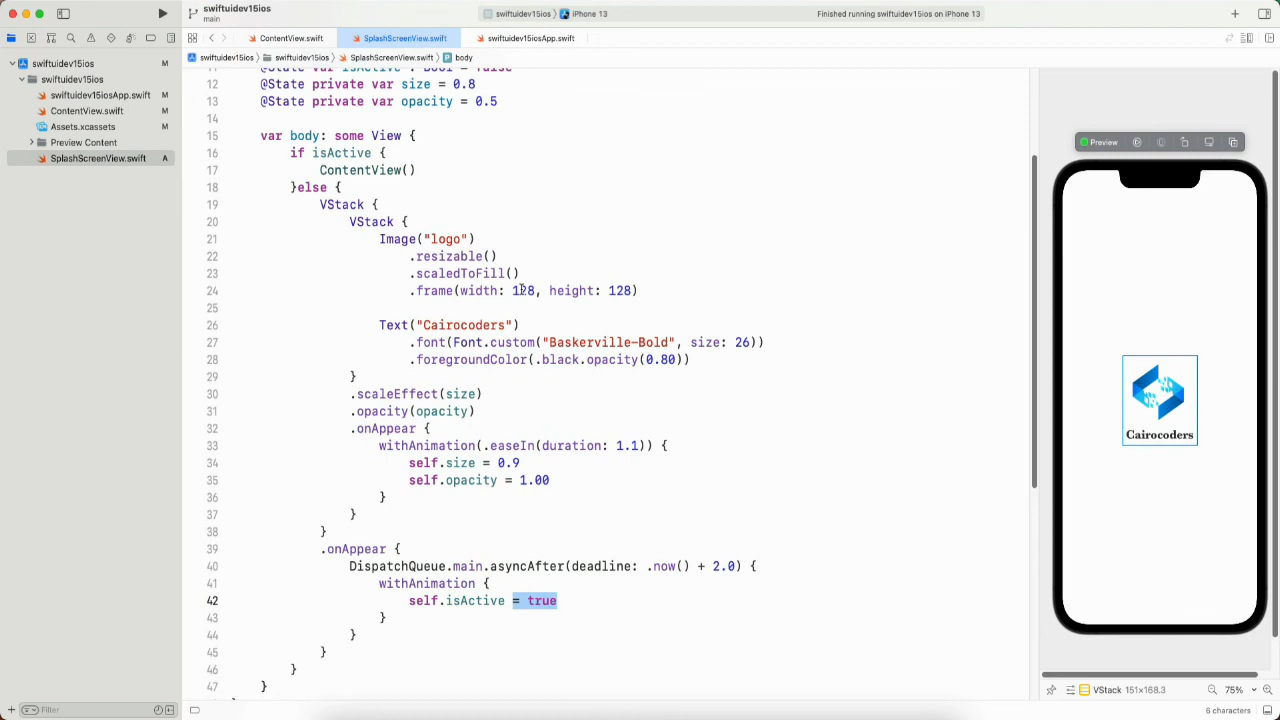 swiftuidev15ios
main
swiftuidev15ios
iPhone 13
Finished running swiftuidev15ios on iPhone 13
ContentView.swift
SplashScreenView.swift
swiftuidev15iosApp.swift
swiftuidev15ios
swiftuidev15ios
SplashScreenView.swift
body
swiftuidev15ios M
swiftuidev15ios
swiftuidev15iosApp.swift M
ContentView.swift M
Assets.xcassets M
Preview Content
SplashScreenView.swift A
11 @State var isActive : Bool = false
12 @State private var size = 0.8
13 @State private var opacity = 0.5
14
15 var body: some View {
16 if isActive {
17 ContentView()
18 }else {
19 VStack {
20 VStack {
21 Image("logo")
22 .resizable()
23 .scaledToFill()
24 .frame(width: 128, height: 128)
25
26 Text("Cairocoders")
27 .font(Font.custom("Baskerville-Bold", size: 26))
28 .foregroundColor(.black.opacity(0.80))
29 }
30 .scaleEffect(size)
31 .opacity(opacity)
32 .onAppear {
33 withAnimation(.easeIn(duration: 1.1)) {
34 self.size = 0.9
35 self.opacity = 1.00
36 }
37 }
38 }
39 .onAppear {
40 DispatchQueue.main.asyncAfter(deadline: .now() + 2.0) {
41 withAnimation {
42 self.isActive = true
43 }
44 }
45 }
46 }
47 }
Preview
Cairocoders
Filter
VStack 151×168.3
75%
6 characters